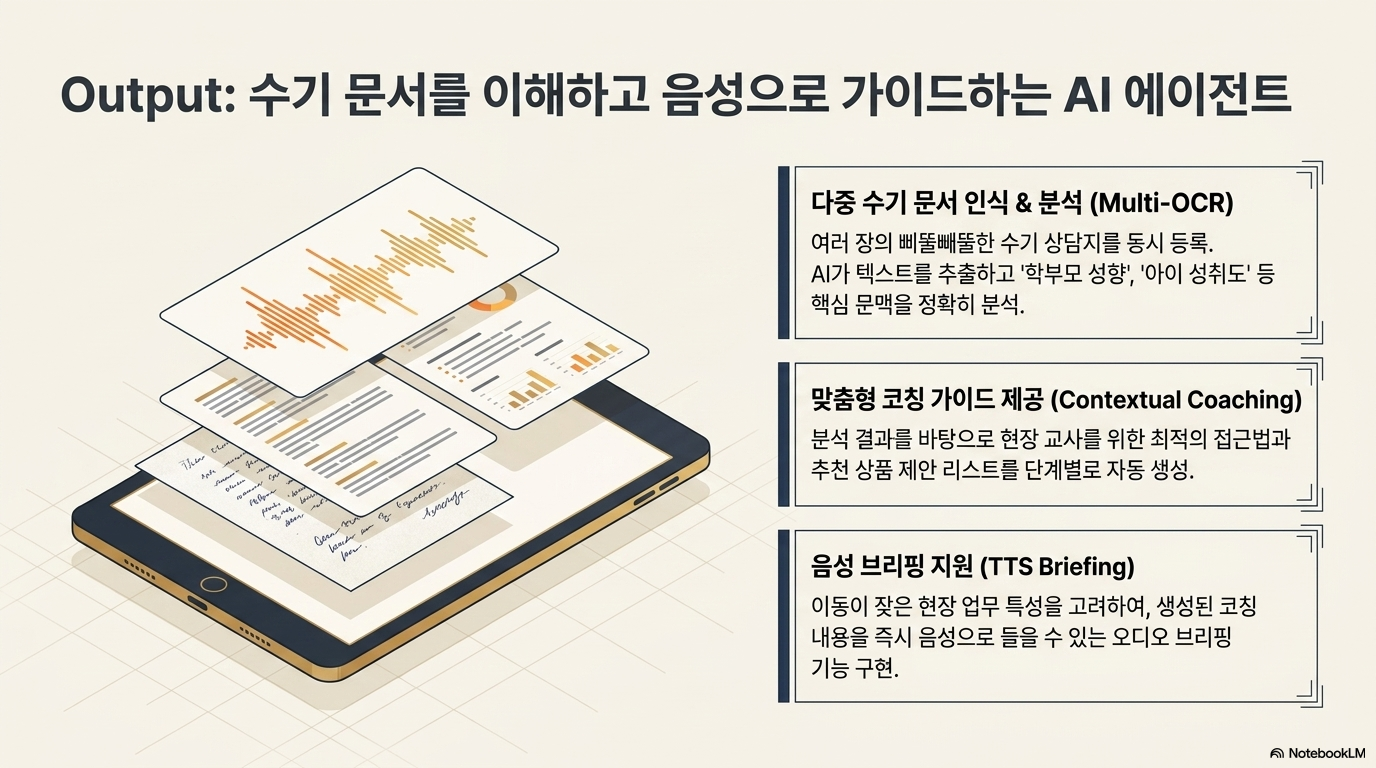 Output: 수기 문서를 이해하고 음성으로 가이드하는 AI 에이전트
다중 수기 문서 인식 & 분석 (Multi-OCR)
여러 장의 삐뚤빼뚤한 수기 상담지를 동시 등록.
AI가 텍스트를 추출하고 '학부모 성향', '아이 성취도' 등
핵심 문맥을 정확히 분석.
맞춤형 코칭 가이드 제공 (Contextual Coaching)
분석 결과를 바탕으로 현장 교사를 위한 최적의 접근법과
추천 상품 제안 리스트를 단계별로 자동 생성.
음성 브리핑 지원 (TTS Briefing)
이동이 잦은 현장 업무 특성을 고려하여, 생성된 코칭
내용을 즉시 음성으로 들을 수 있는 오디오 브리핑
기능 구현.
NotebookLM